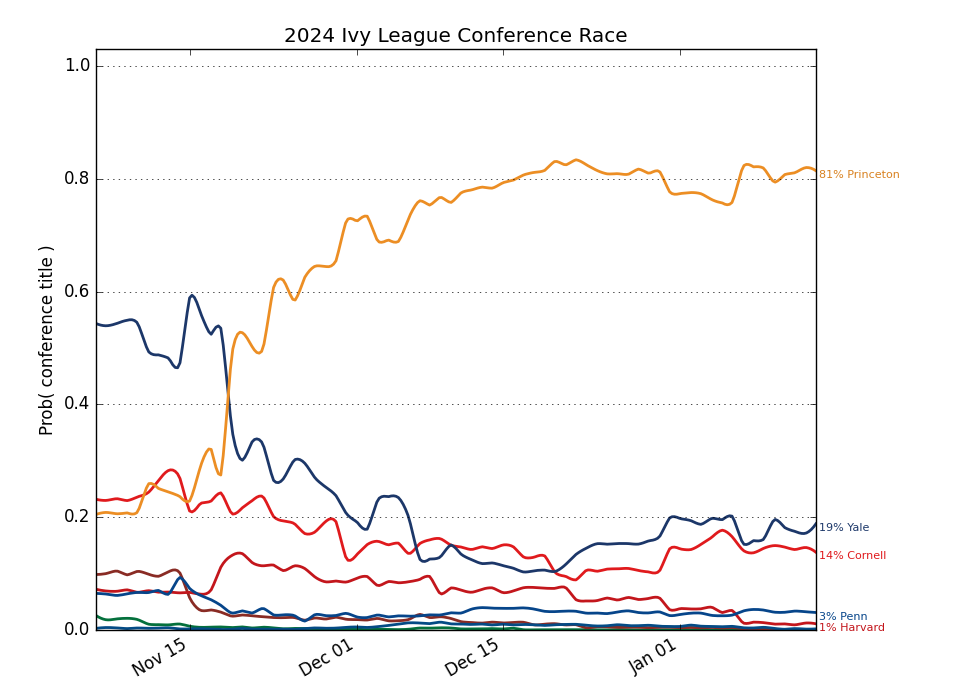 2024 Ivy League Conference Race
Prob( conference title )
1.0
0.8
0.6
0.4
0.2
0.0
81% Princeton
19% Yale
14% Cornell
3% Penn
1% Harvard
Nov 15
Dec 01
Dec 15
Jan 01